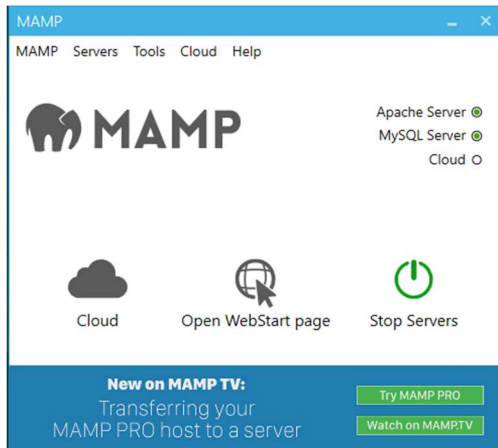 MAMP
MAMP Servers Tools Cloud Help
MAMP
Apache Server
MySQL Server
Cloud
Cloud
Open WebStart page
Stop Servers
New on MAMP TV:
Transferring your
MAMP PRO host to a server
Try MAMP PRO
Watch on MAMP.TV